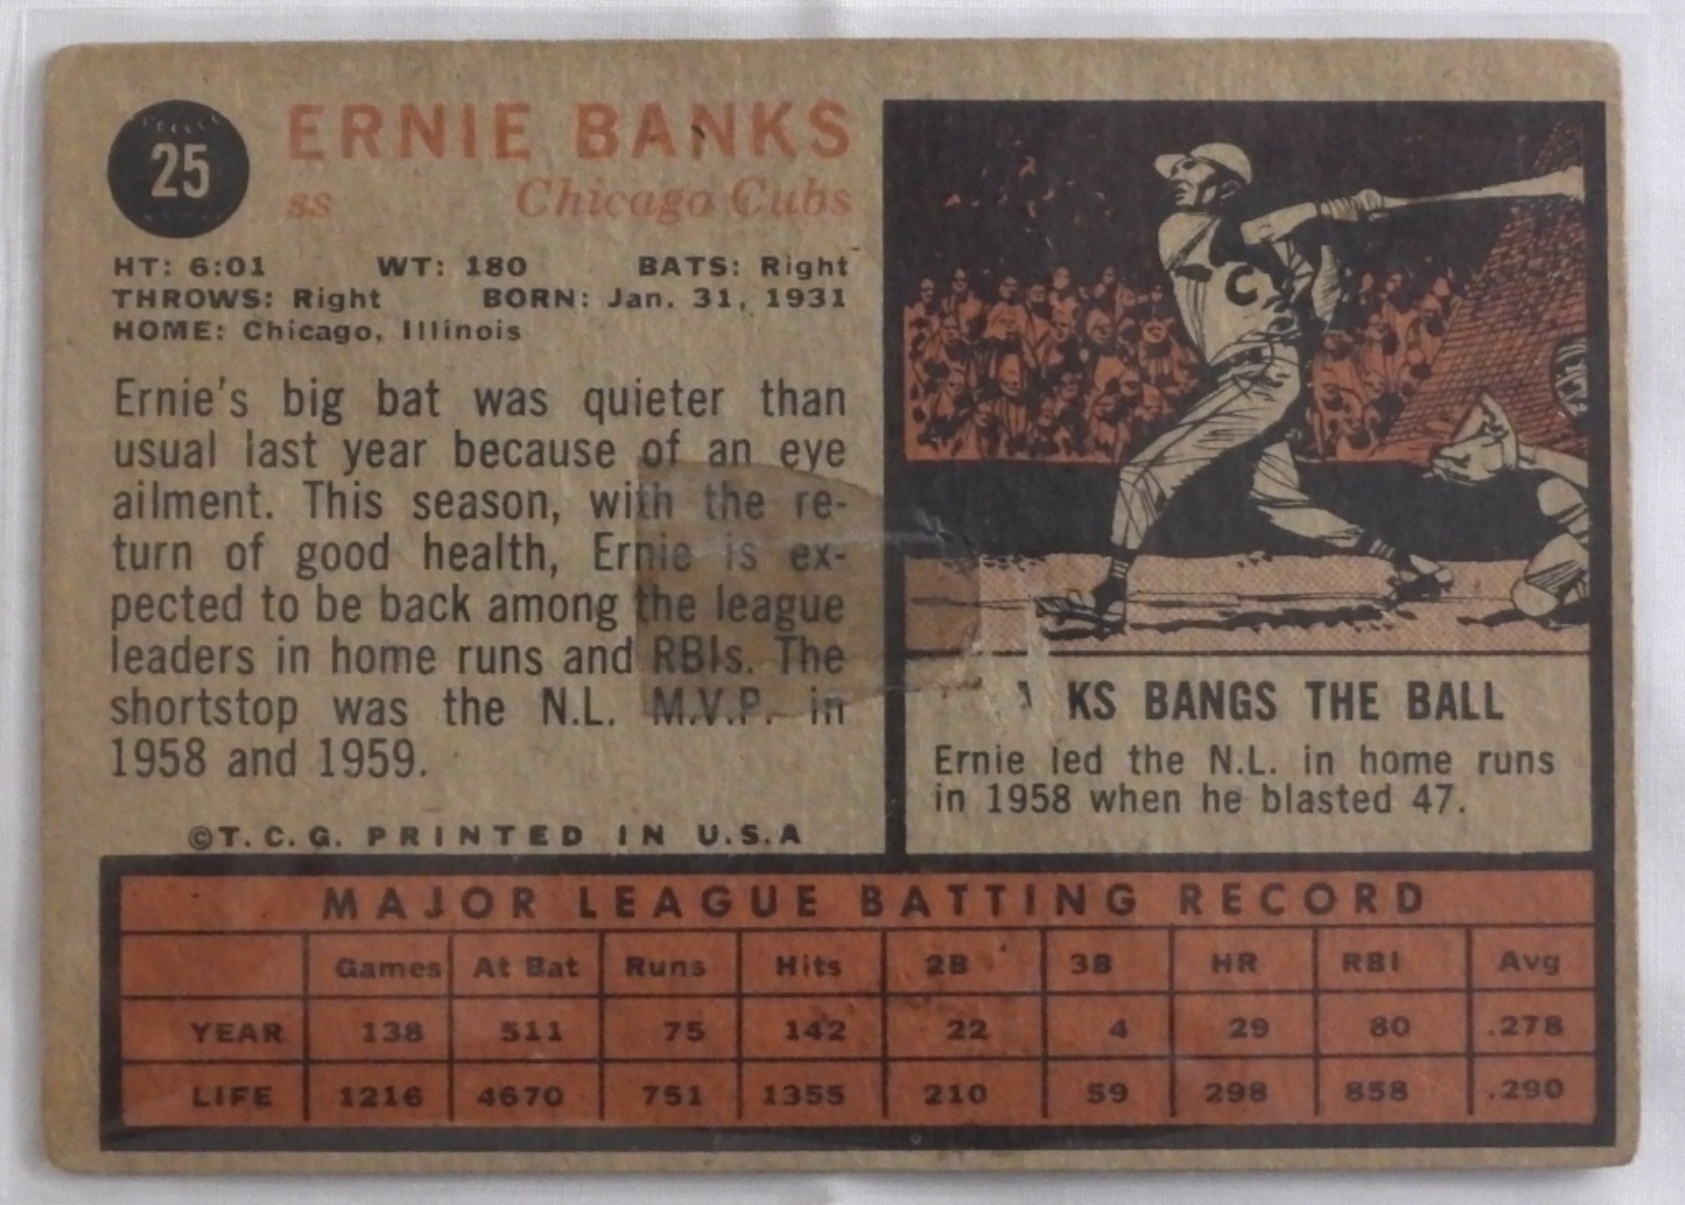 25
ERNIE BANKS
ss Chicago Cubs
HT: 6:01 WT: 180 BATS: Right
THROWS: Right BORN: Jan. 31, 1931
HOME: Chicago, Illinois
Ernie's big bat was quieter than
usual last year because of an eye
ailment. This season, with the re-
turn of good health, Ernie is ex-
pected to be back among the league
leaders in home runs and RBIs. The
shortstop was the N.L. M.V.P. in
1958 and 1959.
©T.C.G. PRINTED IN U.S.A
C
KS BANGS THE BALL
Ernie led the N.L. in home runs
in 1958 when he blasted 47.
MAJOR LEAGUE BATTING RECORD
Games At Bat Runs Hits 2B 3B HR RBI Avg
YEAR 138 511 75 142 22 4 29 80 .278
LIFE 1216 4670 751 1355 210 59 298 858 .290